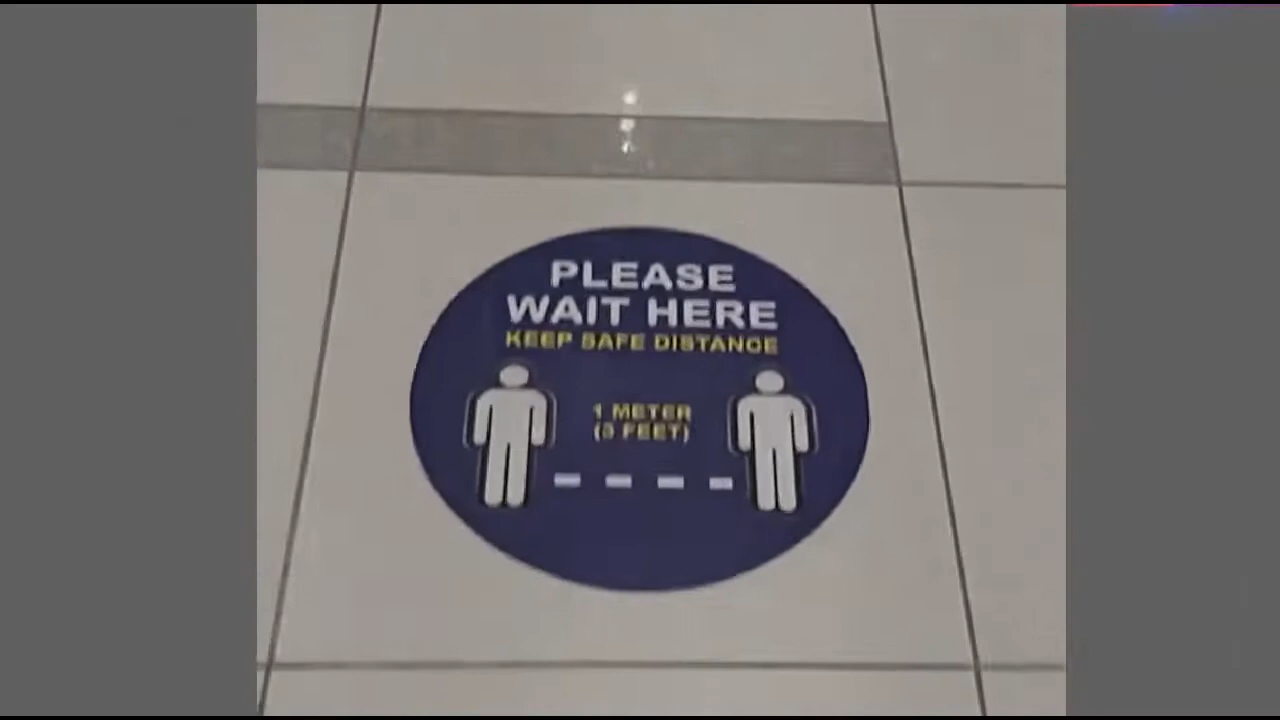 PLEASE
WAIT HERE
KEEP SAFE DISTANCE
1 METER
(3 FEET)